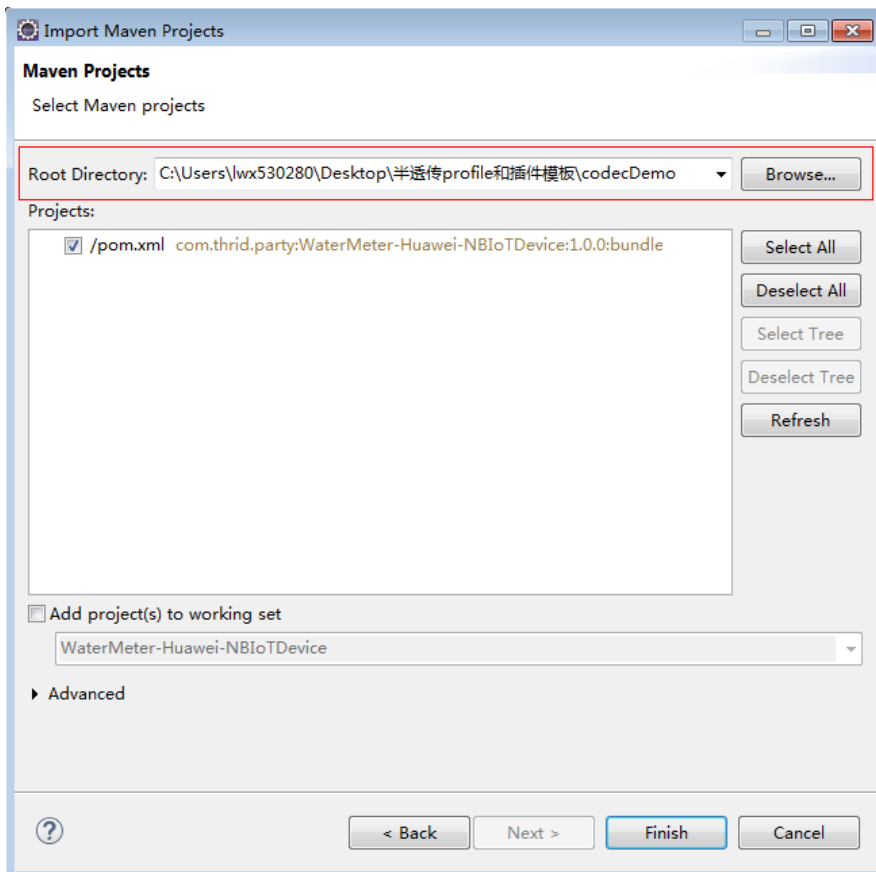 Import Maven Projects
Maven Projects
Select Maven projects
Root Directory: C:\Users\lwx530280\Desktop\半透传profile和插件模板\codecDemo Browse...
Projects:
/pom.xml com.thrid.party:WaterMeter-Huawei-NBIoTDevice:1.0.0:bundle
Select All
Deselect All
Select Tree
Deselect Tree
Refresh
Add project(s) to working set
WaterMeter-Huawei-NBIoTDevice
Advanced
? < Back Next > Finish Cancel